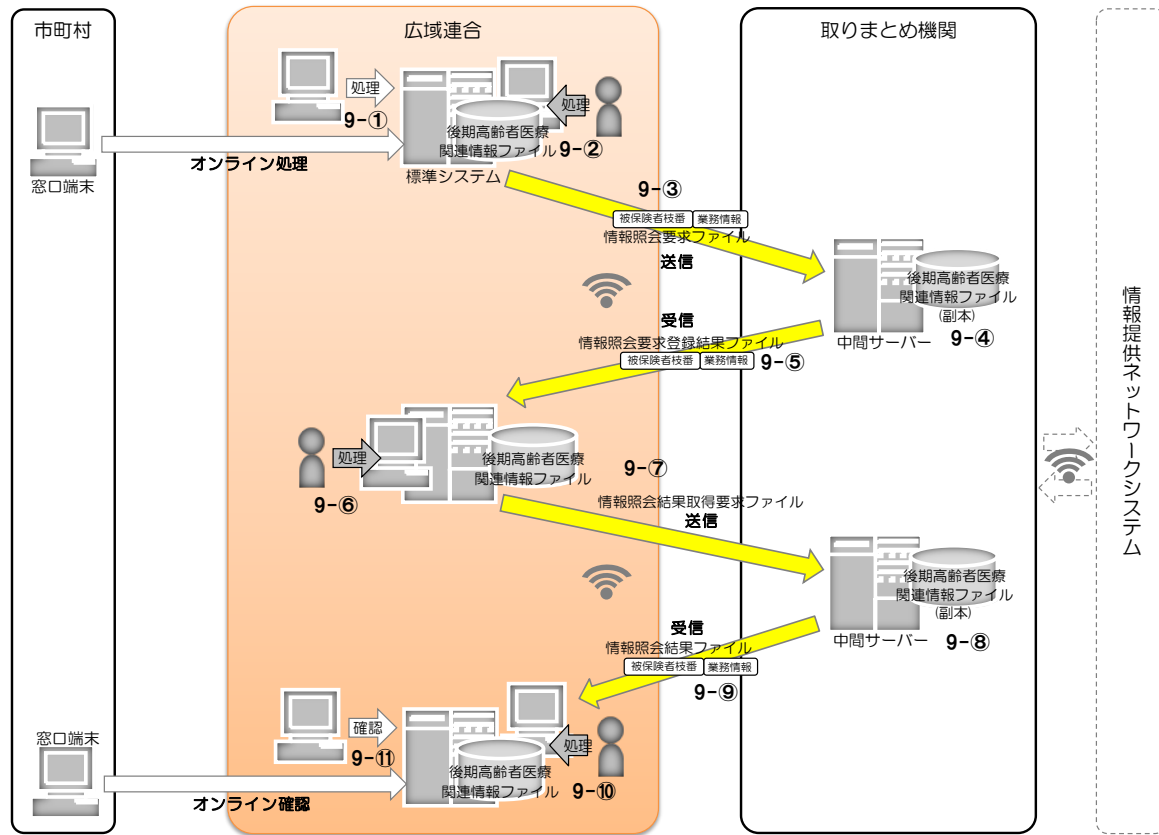 市町村
広域連合
取りまとめ機関
処理
9-①
処理
後期高齢者医療
関連情報ファイル
9-②
標準システム
窓口端末
オンライン処理
9-③
被保険者枝番
業務情報
情報照会要求ファイル
送信
後期高齢者医療
関連情報ファイル
(副本)
中間サーバー
9-④
受信
情報照会要求登録結果ファイル
被保険者枝番
業務情報
9-⑤
処理
9-⑥
後期高齢者医療
関連情報ファイル
9-⑦
情報照会結果取得要求ファイル
送信
後期高齢者医療
関連情報ファイル
(副本)
中間サーバー
9-⑧
受信
情報照会結果ファイル
被保険者枝番
業務情報
9-⑨
窓口端末
確認
9-⑪
処理
後期高齢者医療
関連情報ファイル
9-⑩
オンライン確認
情報提供ネットワークシステム